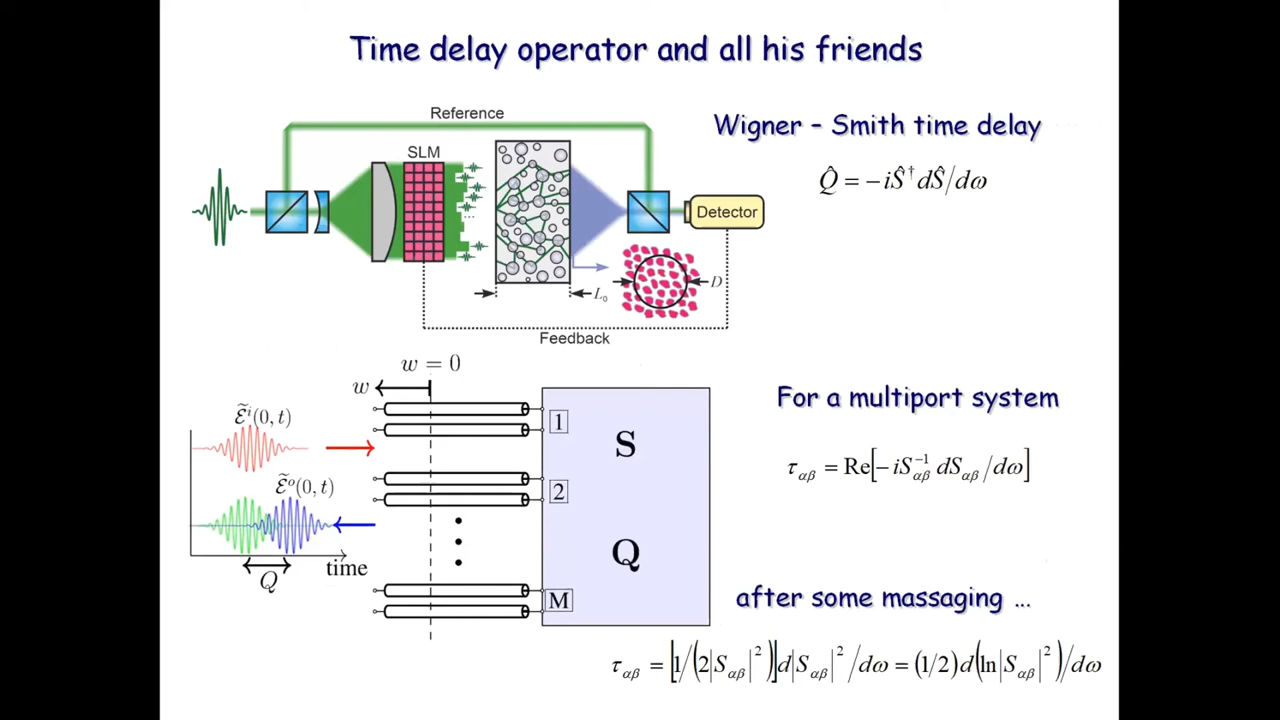 Time delay operator and all his friends
Reference
SLM
Detector
L₀
D
Feedback
Wigner – Smith time delay
Q̂ = −iŜ†dŜ/dω
w = 0
w
ℰ̃ⁱ(0, t)
ℰ̃ᵒ(0, t)
time
Q
1
2
M
S
Q
For a multiport system
τ_αβ = Re[−iS_αβ⁻¹ dS_αβ/dω]
after some massaging ...
τ_αβ = [1/(2|S_αβ|²)]d|S_αβ|²/dω = (1/2)d(ln|S_αβ|²)/dω